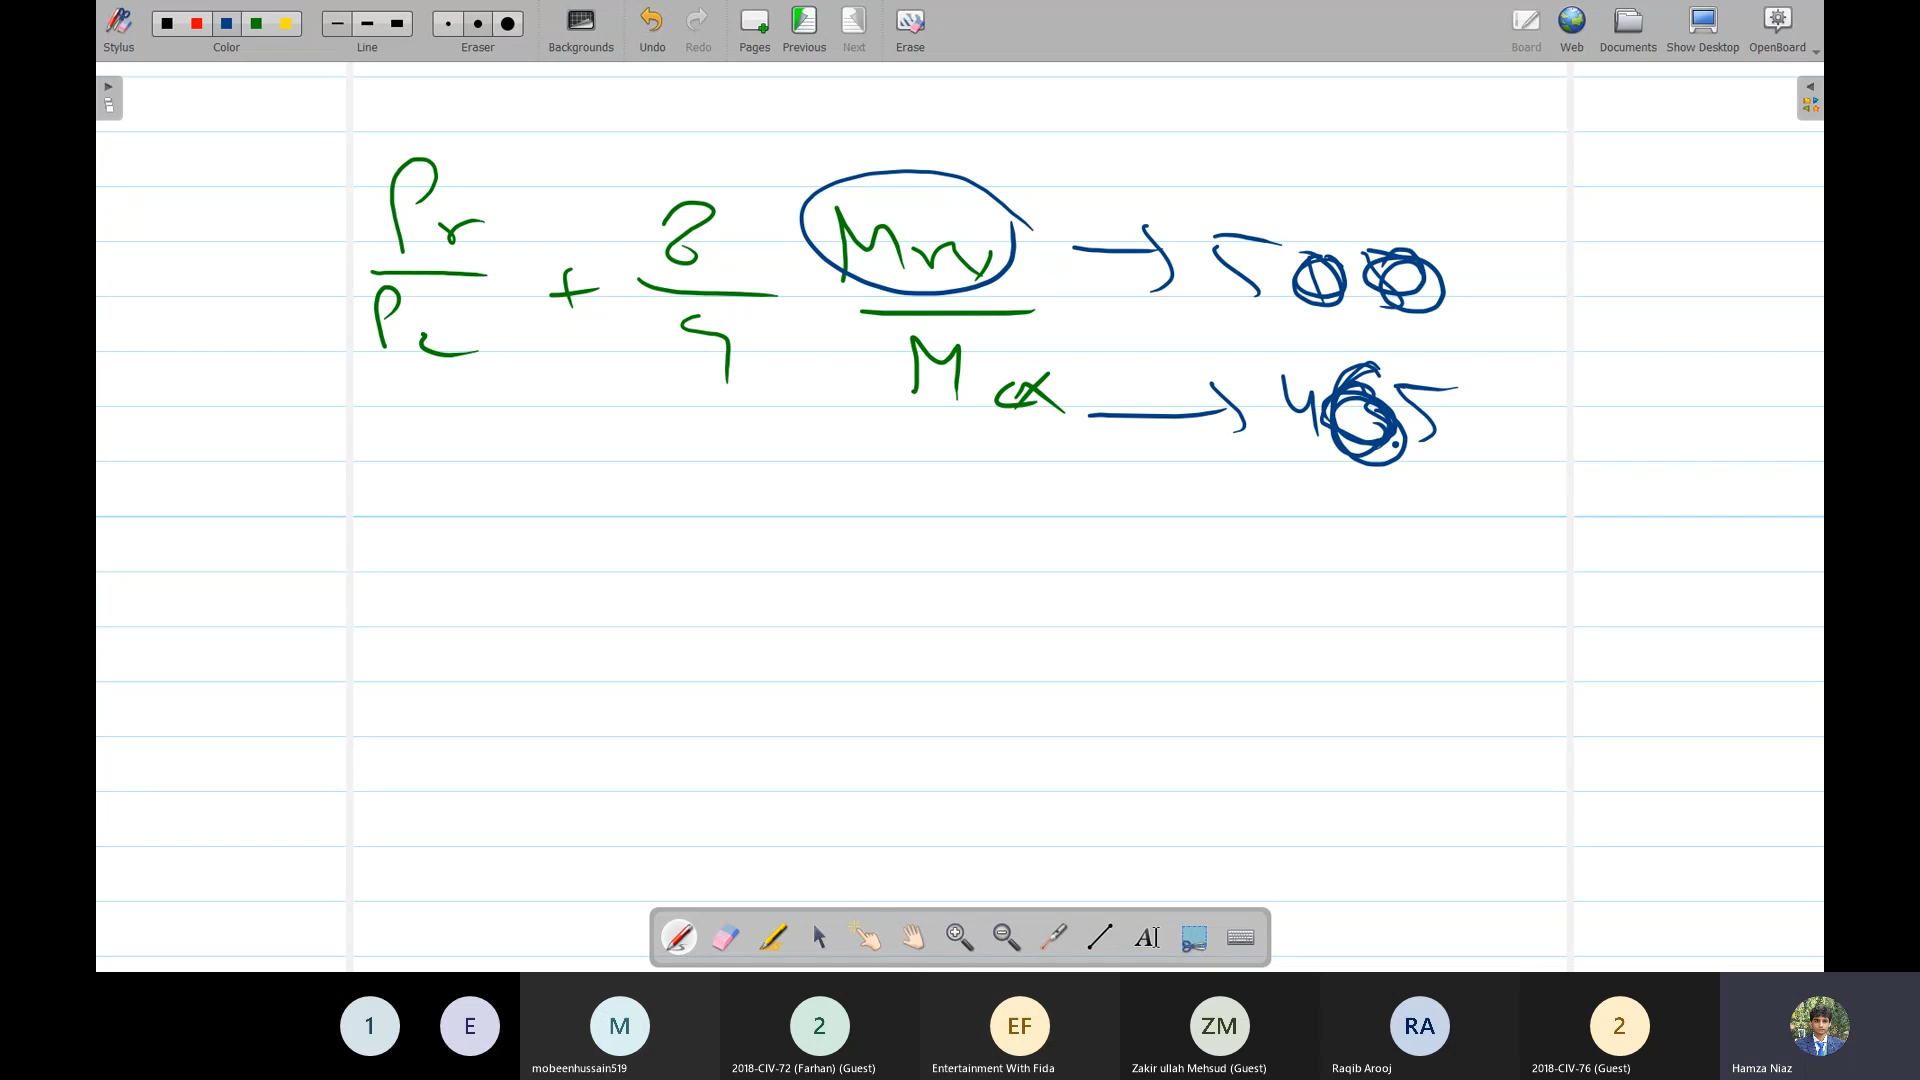 Stylus Color Line Eraser Backgrounds Undo Redo Pages Previous Next Erase Board Web Documents Show Desktop OpenBoard
Pr + 8 Mrx → 500
Pc 9 Mcx → 465
1 E M 2 EF ZM RA 2
mobeenhussain519 2018-CIV-72 (Farhan) (Guest) Entertainment With Fida Zakir ullah Mehsud (Guest) Raqib Arooj 2018-CIV-76 (Guest) Hamza Niaz